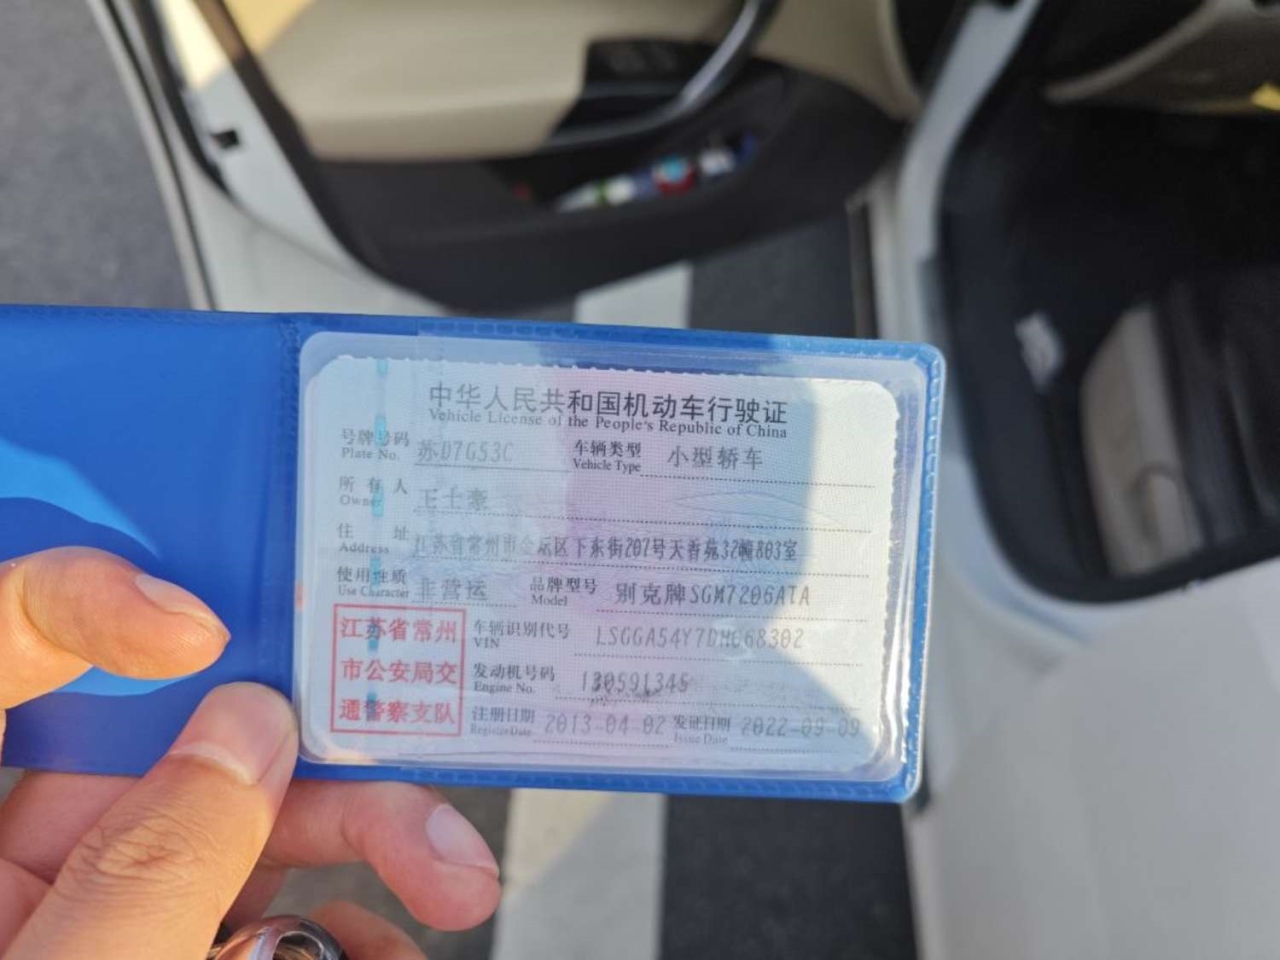 中华人民共和国机动车行驶证
Vehicle License of the People's Republic of China
号牌号码 Plate No. 苏D7G53C 车辆类型 Vehicle Type 小型轿车
所有人 Owner 王士豪
住址 Address 江苏省常州市金坛区下东街207号天香苑32幢803室
使用性质 Use Character 非营运 品牌型号 Model 别克牌SGM7206ATA
江苏省常州
市公安局交
通警察支队
车辆识别代号 VIN LSGGA54Y7DH068302
发动机号码 Engine No. 130591345
注册日期 Register Date 2013-04-02 发证日期 Issue Date 2022-09-09